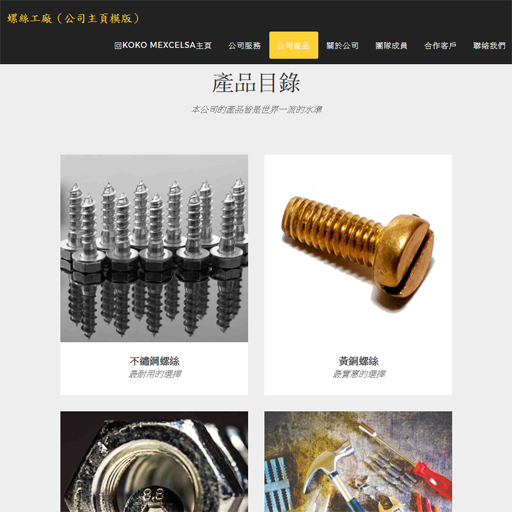 螺絲工廠（公司主頁模版）
回KOKO MEXCELSA主頁 公司服務 公司產品 關於公司 團隊成員 合作客戶 聯絡我們
產品目錄
本公司的產品皆是世界一流的水準
不鏽鋼螺絲
最耐用的選擇
黃銅螺絲
最實惠的選擇
8.8